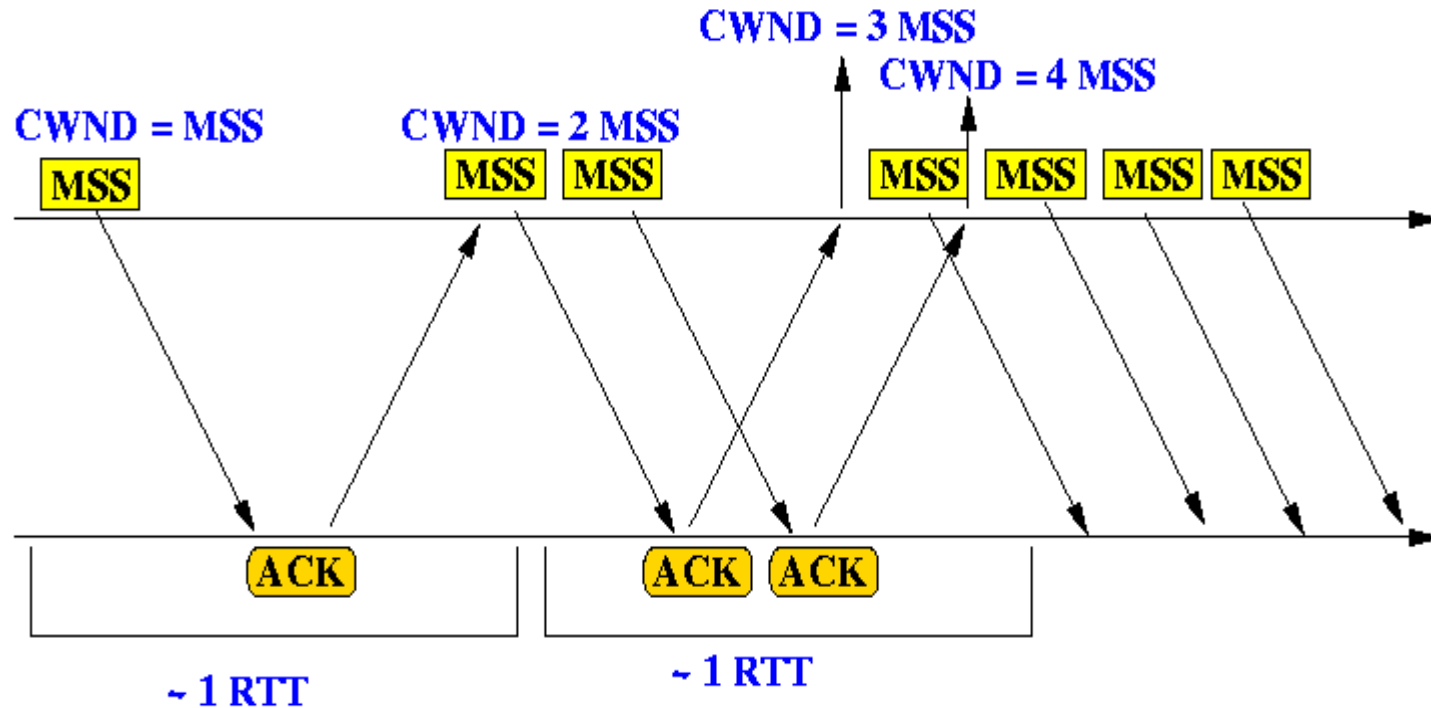 CWND = 3 MSS
CWND = 4 MSS
CWND = MSS
CWND = 2 MSS
MSS
MSS
MSS
MSS
MSS
MSS
MSS
ACK
ACK
ACK
~ 1 RTT
~ 1 RTT